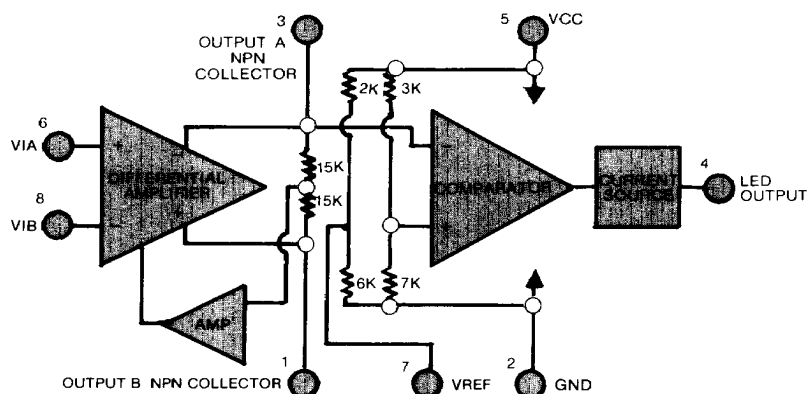 3
OUTPUT A
NPN
COLLECTOR
5
VCC
2K
3K
6
VIA
+
−
DIFFERENTIAL
AMPLIFIER
15K
15K
8
VIB
−
+
−
COMPARATOR
+
CURRENT
SOURCE
4
LED
OUTPUT
6K
7K
AMP
1
OUTPUT B NPN COLLECTOR
7
VREF
2
GND